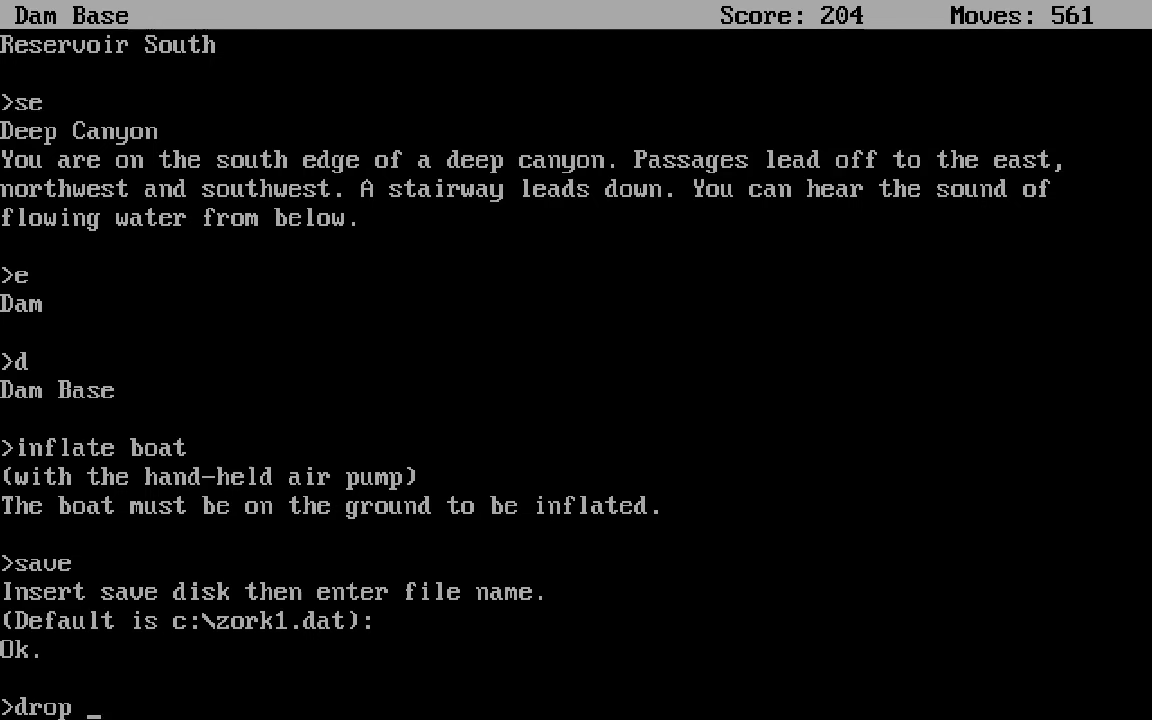 Dam Base Score: 204 Moves: 561
Reservoir South
>se
Deep Canyon
You are on the south edge of a deep canyon. Passages lead off to the east,
northwest and southwest. A stairway leads down. You can hear the sound of
flowing water from below.
>e
Dam
>d
Dam Base
>inflate boat
(with the hand-held air pump)
The boat must be on the ground to be inflated.
>save
Insert save disk then enter file name.
(Default is c:\zork1.dat):
Ok.
>drop _